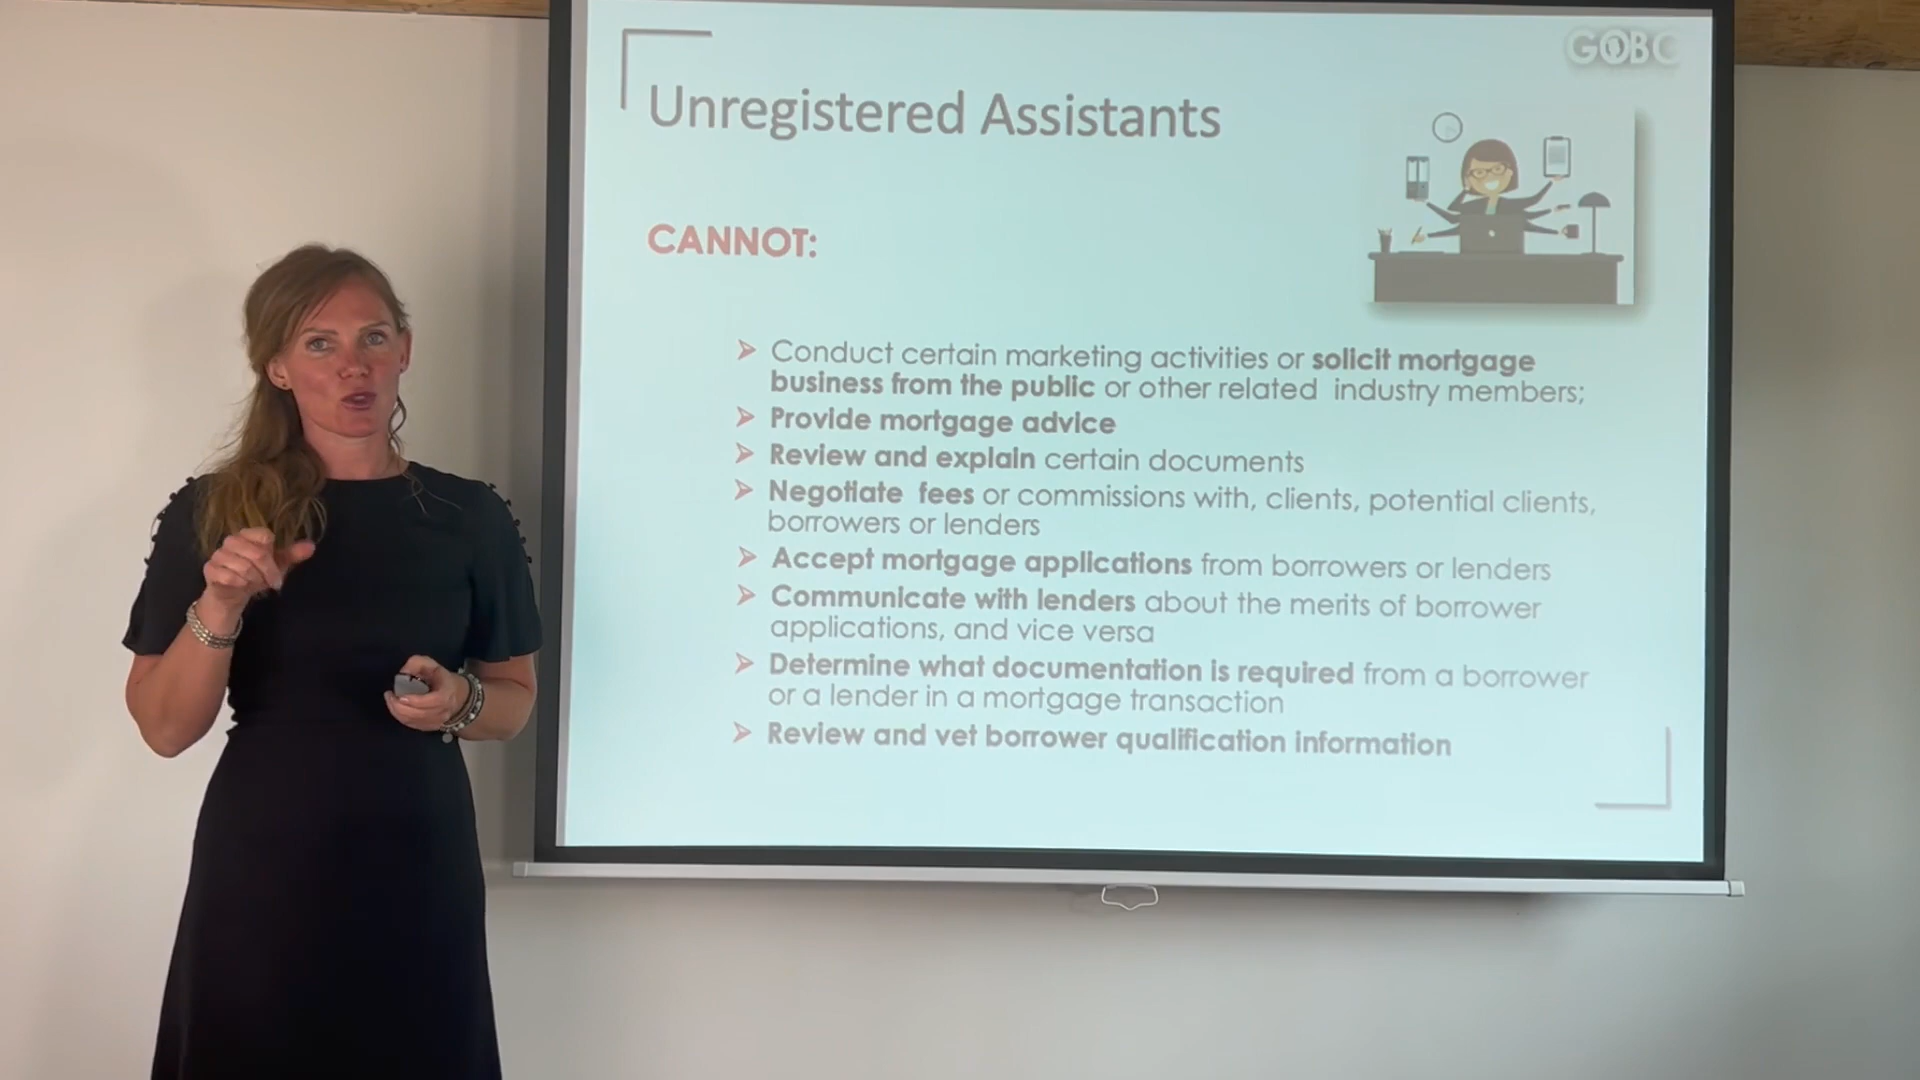 GOBC
Unregistered Assistants
CANNOT:
➢ Conduct certain marketing activities or solicit mortgage
business from the public or other related industry members;
➢ Provide mortgage advice
➢ Review and explain certain documents
➢ Negotiate fees or commissions with, clients, potential clients,
borrowers or lenders
➢ Accept mortgage applications from borrowers or lenders
➢ Communicate with lenders about the merits of borrower
applications, and vice versa
➢ Determine what documentation is required from a borrower
or a lender in a mortgage transaction
➢ Review and vet borrower qualification information